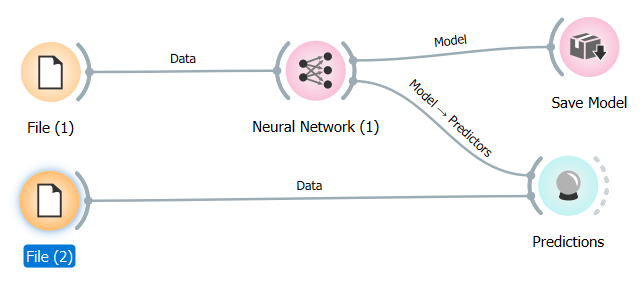 Data
Model
File (1)
Neural Network (1)
Save Model
Model → Predictors
Data
File (2)
Predictions